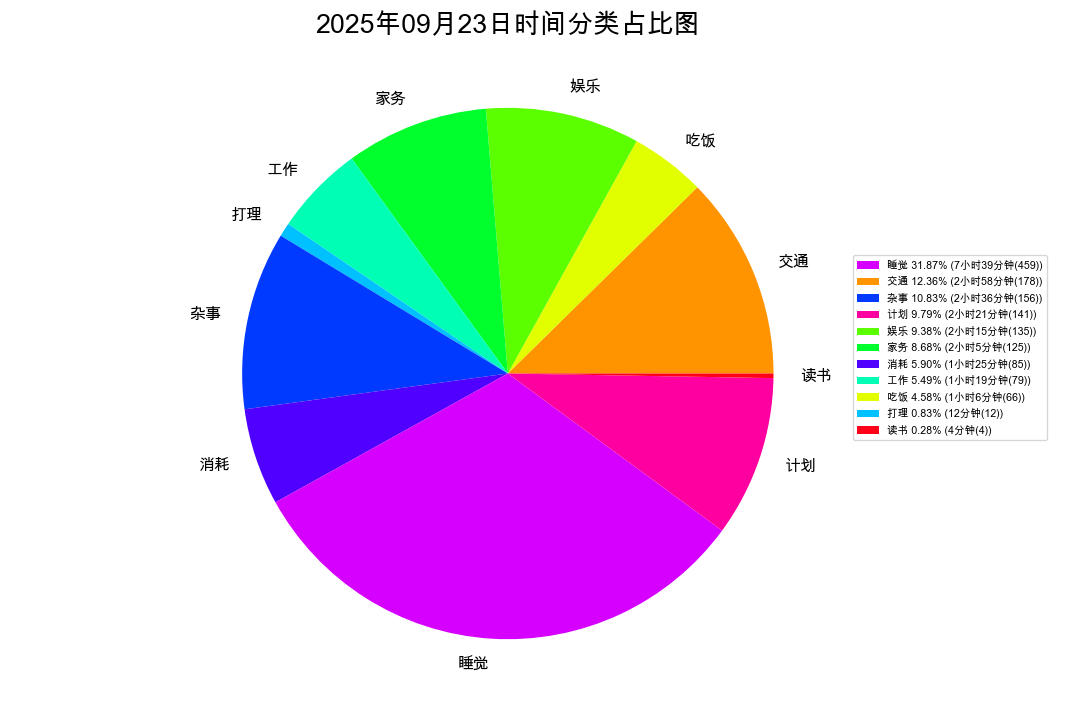 2025年09月23日时间分类占比图
娱乐
家务
吃饭
工作
打理
交通
杂事
读书
消耗
计划
睡觉
睡觉 31.87% (7小时39分钟(459))
交通 12.36% (2小时58分钟(178))
杂事 10.83% (2小时36分钟(156))
计划 9.79% (2小时21分钟(141))
娱乐 9.38% (2小时15分钟(135))
家务 8.68% (2小时5分钟(125))
消耗 5.90% (1小时25分钟(85))
工作 5.49% (1小时19分钟(79))
吃饭 4.58% (1小时6分钟(66))
打理 0.83% (12分钟(12))
读书 0.28% (4分钟(4))